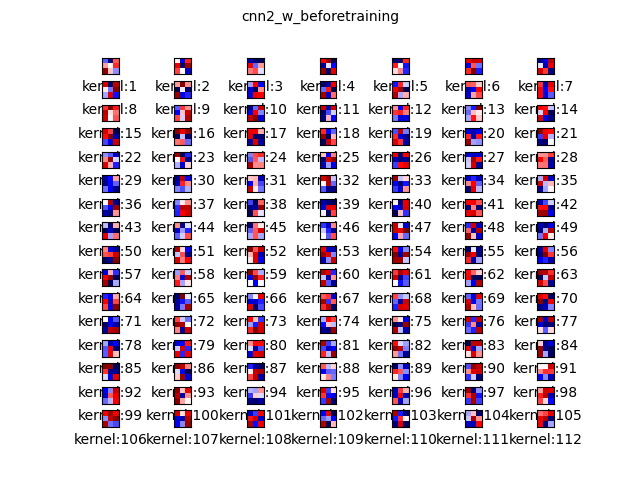 cnn2_w_beforetraining
kernel:1 kernel:2 kernel:3 kernel:4 kernel:5 kernel:6 kernel:7
kernel:8 kernel:9 kernel:10 kernel:11 kernel:12 kernel:13 kernel:14
kernel:15 kernel:16 kernel:17 kernel:18 kernel:19 kernel:20 kernel:21
kernel:22 kernel:23 kernel:24 kernel:25 kernel:26 kernel:27 kernel:28
kernel:29 kernel:30 kernel:31 kernel:32 kernel:33 kernel:34 kernel:35
kernel:36 kernel:37 kernel:38 kernel:39 kernel:40 kernel:41 kernel:42
kernel:43 kernel:44 kernel:45 kernel:46 kernel:47 kernel:48 kernel:49
kernel:50 kernel:51 kernel:52 kernel:53 kernel:54 kernel:55 kernel:56
kernel:57 kernel:58 kernel:59 kernel:60 kernel:61 kernel:62 kernel:63
kernel:64 kernel:65 kernel:66 kernel:67 kernel:68 kernel:69 kernel:70
kernel:71 kernel:72 kernel:73 kernel:74 kernel:75 kernel:76 kernel:77
kernel:78 kernel:79 kernel:80 kernel:81 kernel:82 kernel:83 kernel:84
kernel:85 kernel:86 kernel:87 kernel:88 kernel:89 kernel:90 kernel:91
kernel:92 kernel:93 kernel:94 kernel:95 kernel:96 kernel:97 kernel:98
kernel:99 kernel:100 kernel:101 kernel:102 kernel:103 kernel:104 kernel:105
kernel:106 kernel:107 kernel:108 kernel:109 kernel:110 kernel:111 kernel:112